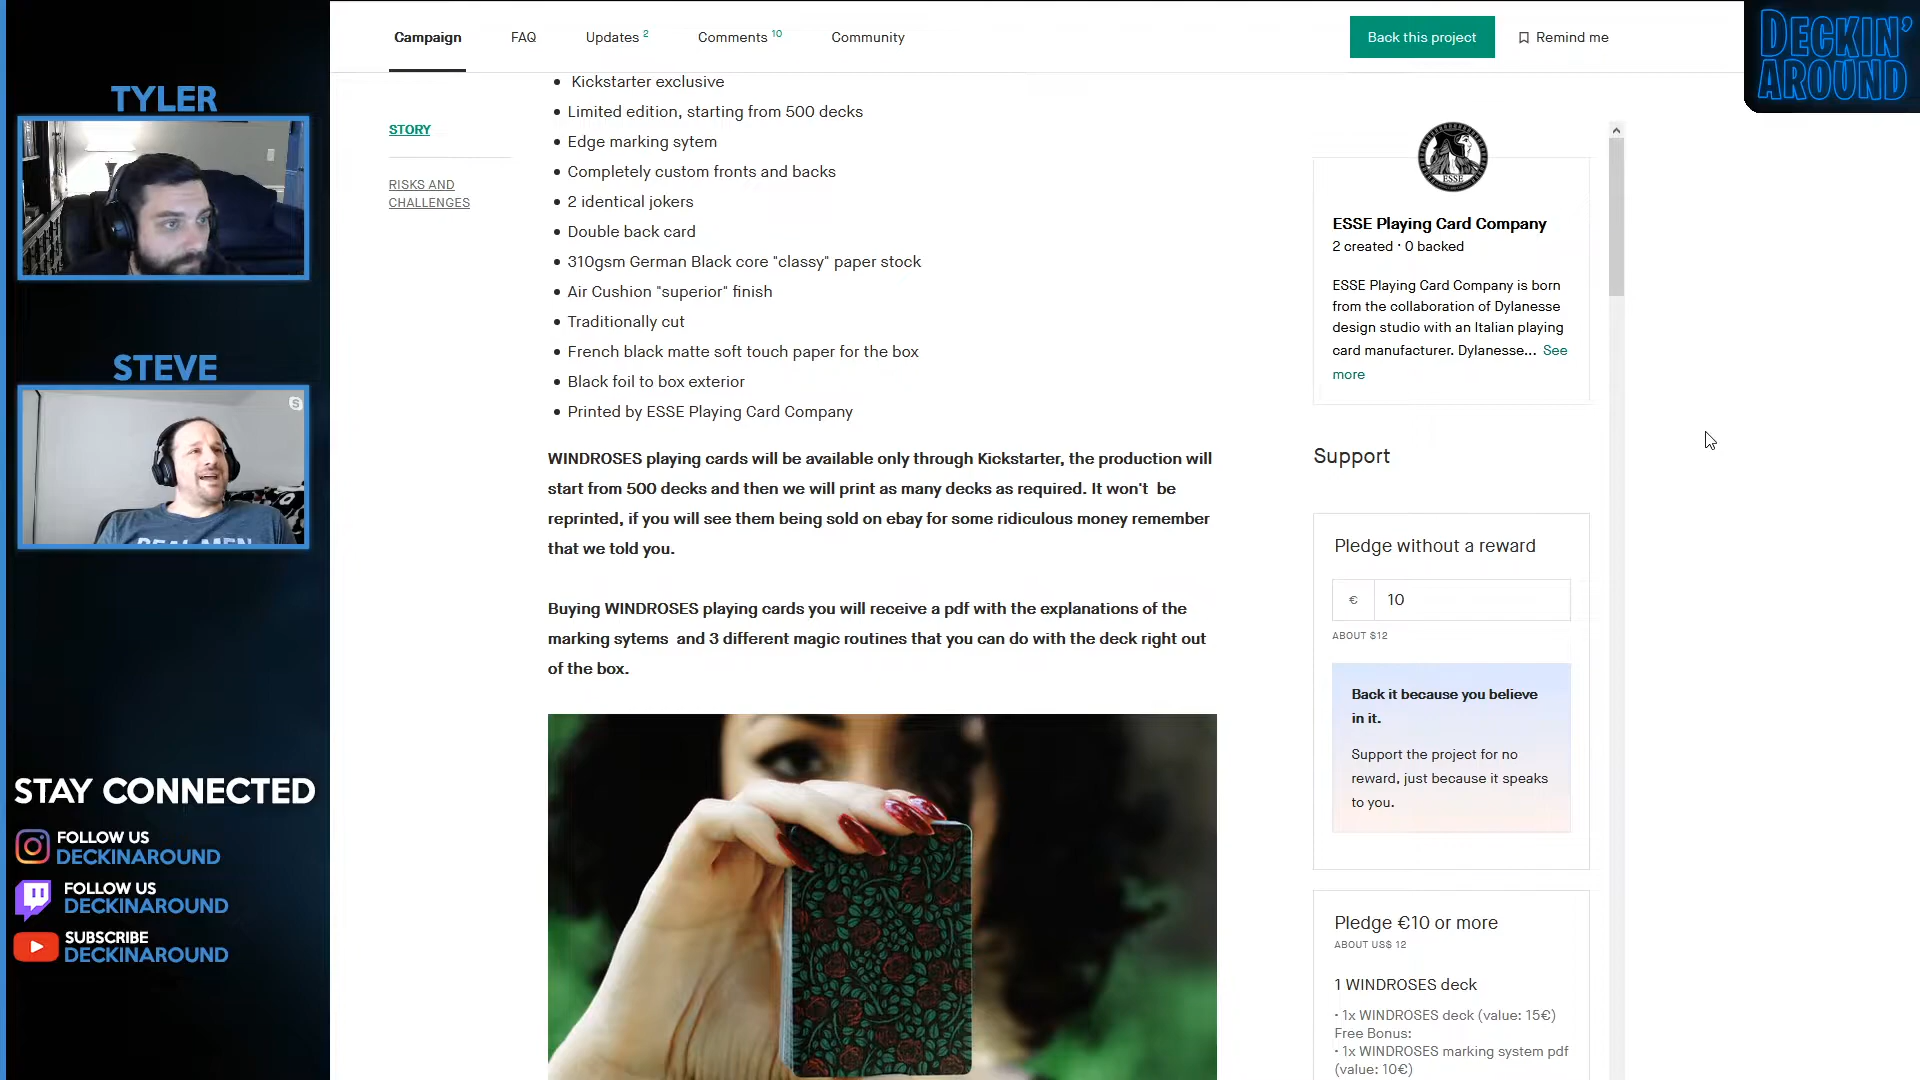 TYLER
STEVE
REAL MEN
STAY CONNECTED
FOLLOW US
DECKINAROUND
FOLLOW US
DECKINAROUND
SUBSCRIBE
DECKINAROUND
Campaign
FAQ
Updates 2
Comments 10
Community
Back this project
Remind me
DECKIN'
AROUND
STORY
RISKS AND
CHALLENGES
Kickstarter exclusive
Limited edition, starting from 500 decks
Edge marking sytem
Completely custom fronts and backs
2 identical jokers
Double back card
310gsm German Black core "classy" paper stock
Air Cushion "superior" finish
Traditionally cut
French black matte soft touch paper for the box
Black foil to box exterior
Printed by ESSE Playing Card Company
WINDROSES playing cards will be available only through Kickstarter, the production will
start from 500 decks and then we will print as many decks as required. It won't be
reprinted, if you will see them being sold on ebay for some ridiculous money remember
that we told you.
Buying WINDROSES playing cards you will receive a pdf with the explanations of the
marking sytems and 3 different magic routines that you can do with the deck right out
of the box.
ESSE
ESSE Playing Card Company
2 created · 0 backed
ESSE Playing Card Company is born
from the collaboration of Dylanesse
design studio with an Italian playing
card manufacturer. Dylanesse... See
more
Support
Pledge without a reward
€ 10
ABOUT $12
Back it because you believe
in it.
Support the project for no
reward, just because it speaks
to you.
Pledge €10 or more
ABOUT US$ 12
1 WINDROSES deck
· 1x WINDROSES deck (value: 15€)
Free Bonus:
· 1x WINDROSES marking system pdf
(value: 10€)